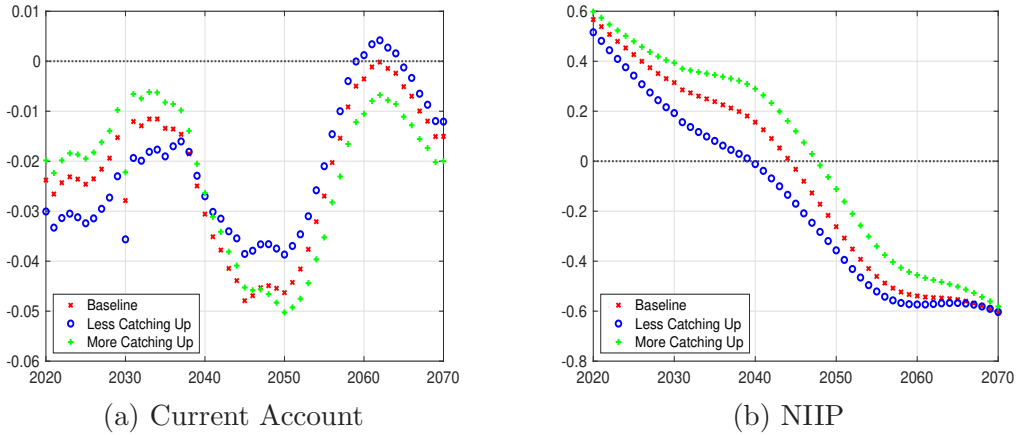 0.01
0
-0.01
-0.02
-0.03
-0.04
-0.05
-0.06
2020 2030 2040 2050 2060 2070
Baseline
Less Catching Up
More Catching Up
(a) Current Account
0.6
0.4
0.2
0
-0.2
-0.4
-0.6
-0.8
2020 2030 2040 2050 2060 2070
Baseline
Less Catching Up
More Catching Up
(b) NIIP